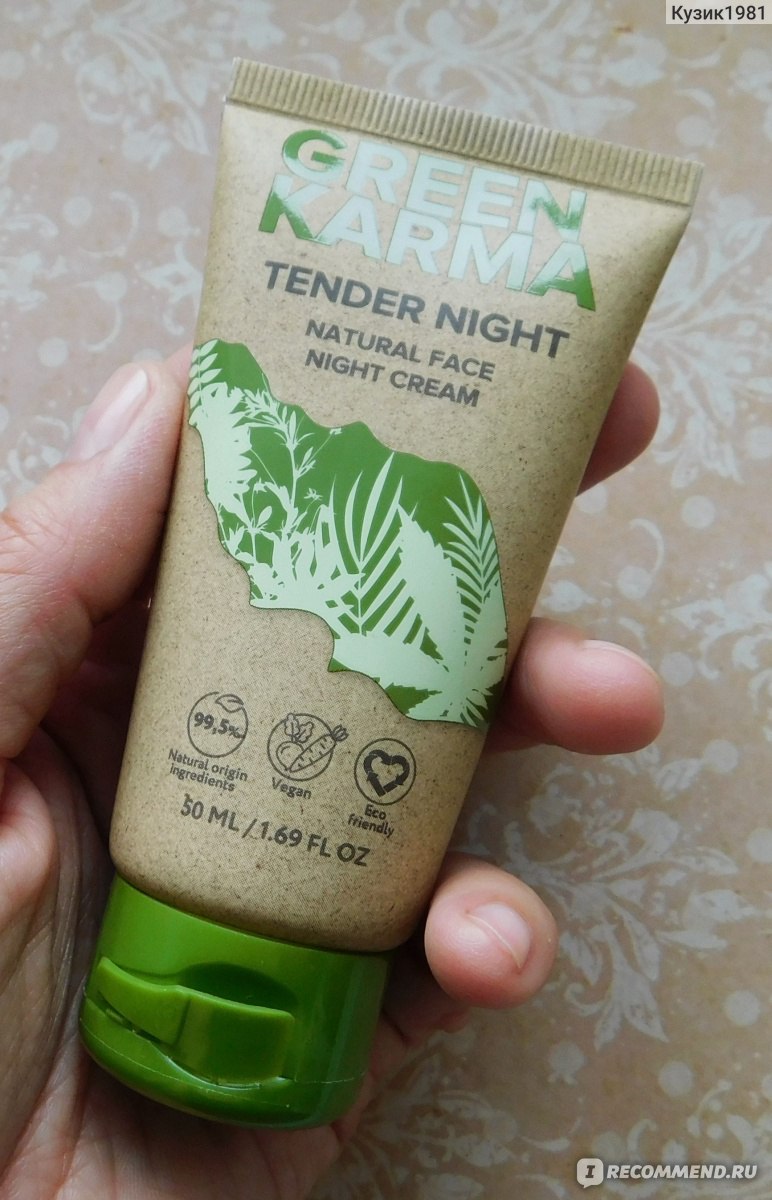 Кузик1981
GREEN
KARMA
TENDER NIGHT
NATURAL FACE
NIGHT CREAM
99,5%
Natural origin
ingredients
Vegan
Eco
friendly
50 ML / 1.69 FL OZ
I RECOMMEND.RU